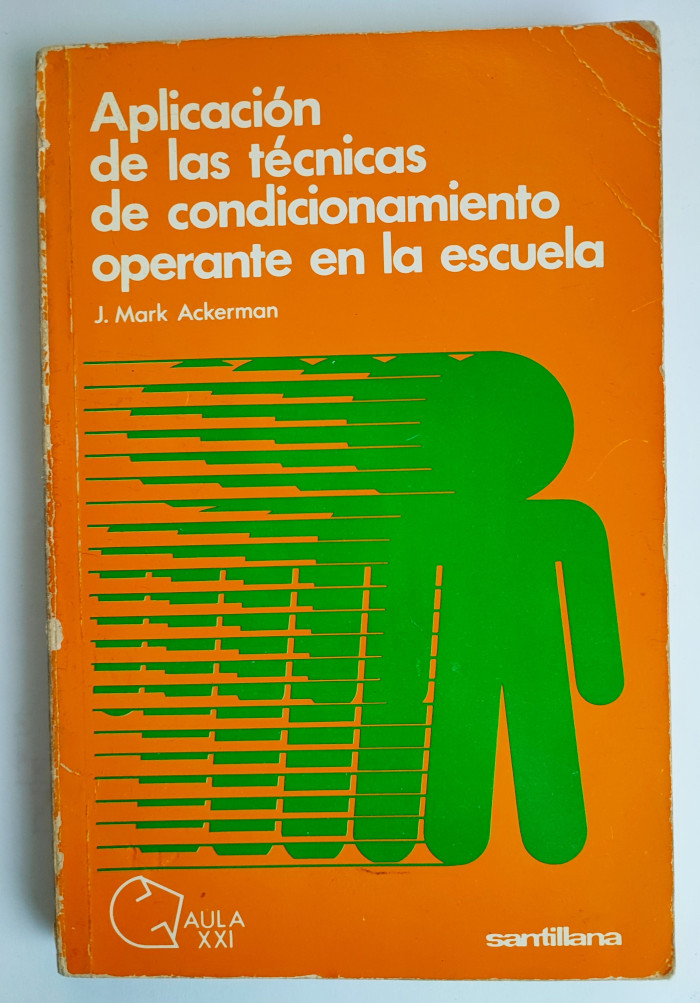 Aplicación
de las técnicas
de condicionamiento
operante en la escuela
J. Mark Ackerman
AULA
XXI
santillana